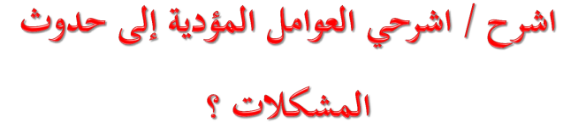 اشرح / اشرحي العوامل المؤدية إلى حدوث
المشكلات ؟